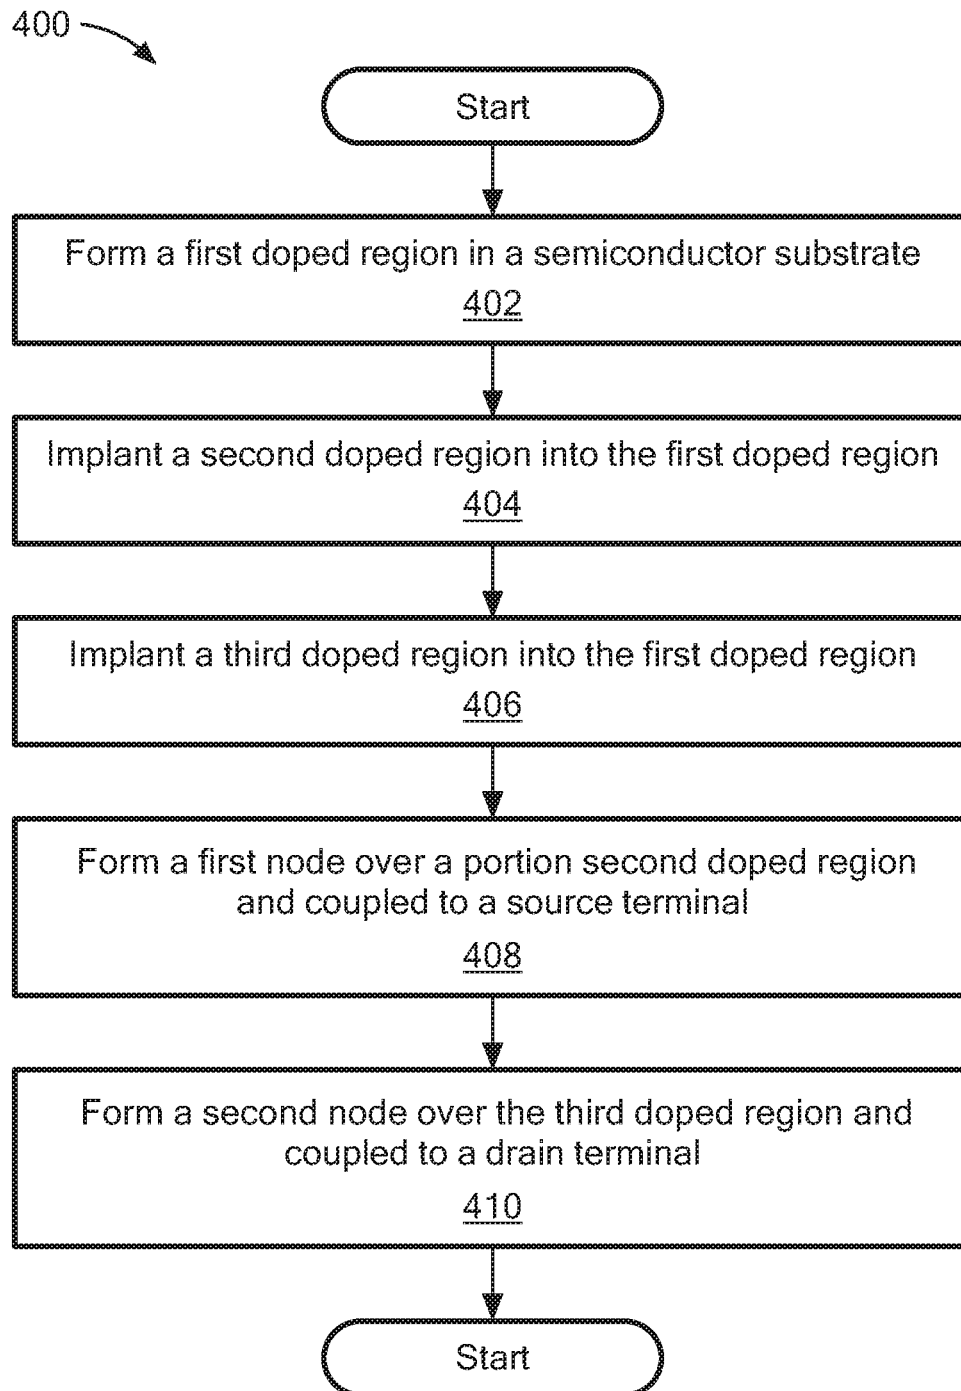 400
Start
Form a first doped region in a semiconductor substrate
402
Implant a second doped region into the first doped region
404
Implant a third doped region into the first doped region
406
Form a first node over a portion second doped region
and coupled to a source terminal
408
Form a second node over the third doped region and
coupled to a drain terminal
410
Start